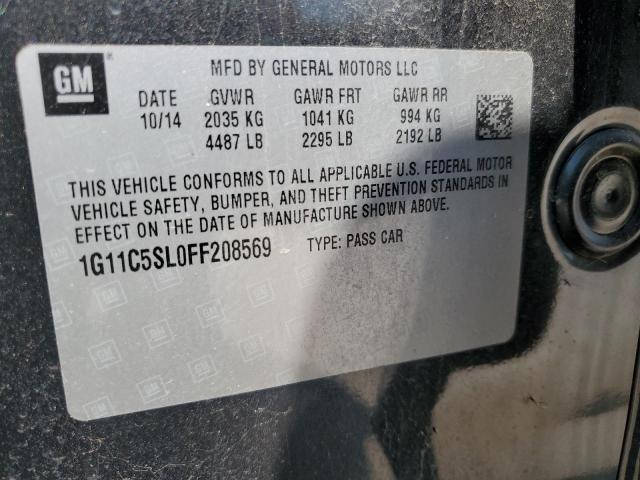 GM
MFD BY GENERAL MOTORS LLC
DATE GVWR GAWR FRT GAWR RR
10/14 2035 KG 1041 KG 994 KG
4487 LB 2295 LB 2192 LB
THIS VEHICLE CONFORMS TO ALL APPLICABLE U.S. FEDERAL MOTOR
VEHICLE SAFETY, BUMPER, AND THEFT PREVENTION STANDARDS IN
EFFECT ON THE DATE OF MANUFACTURE SHOWN ABOVE.
1G11C5SL0FF208569 TYPE: PASS CAR